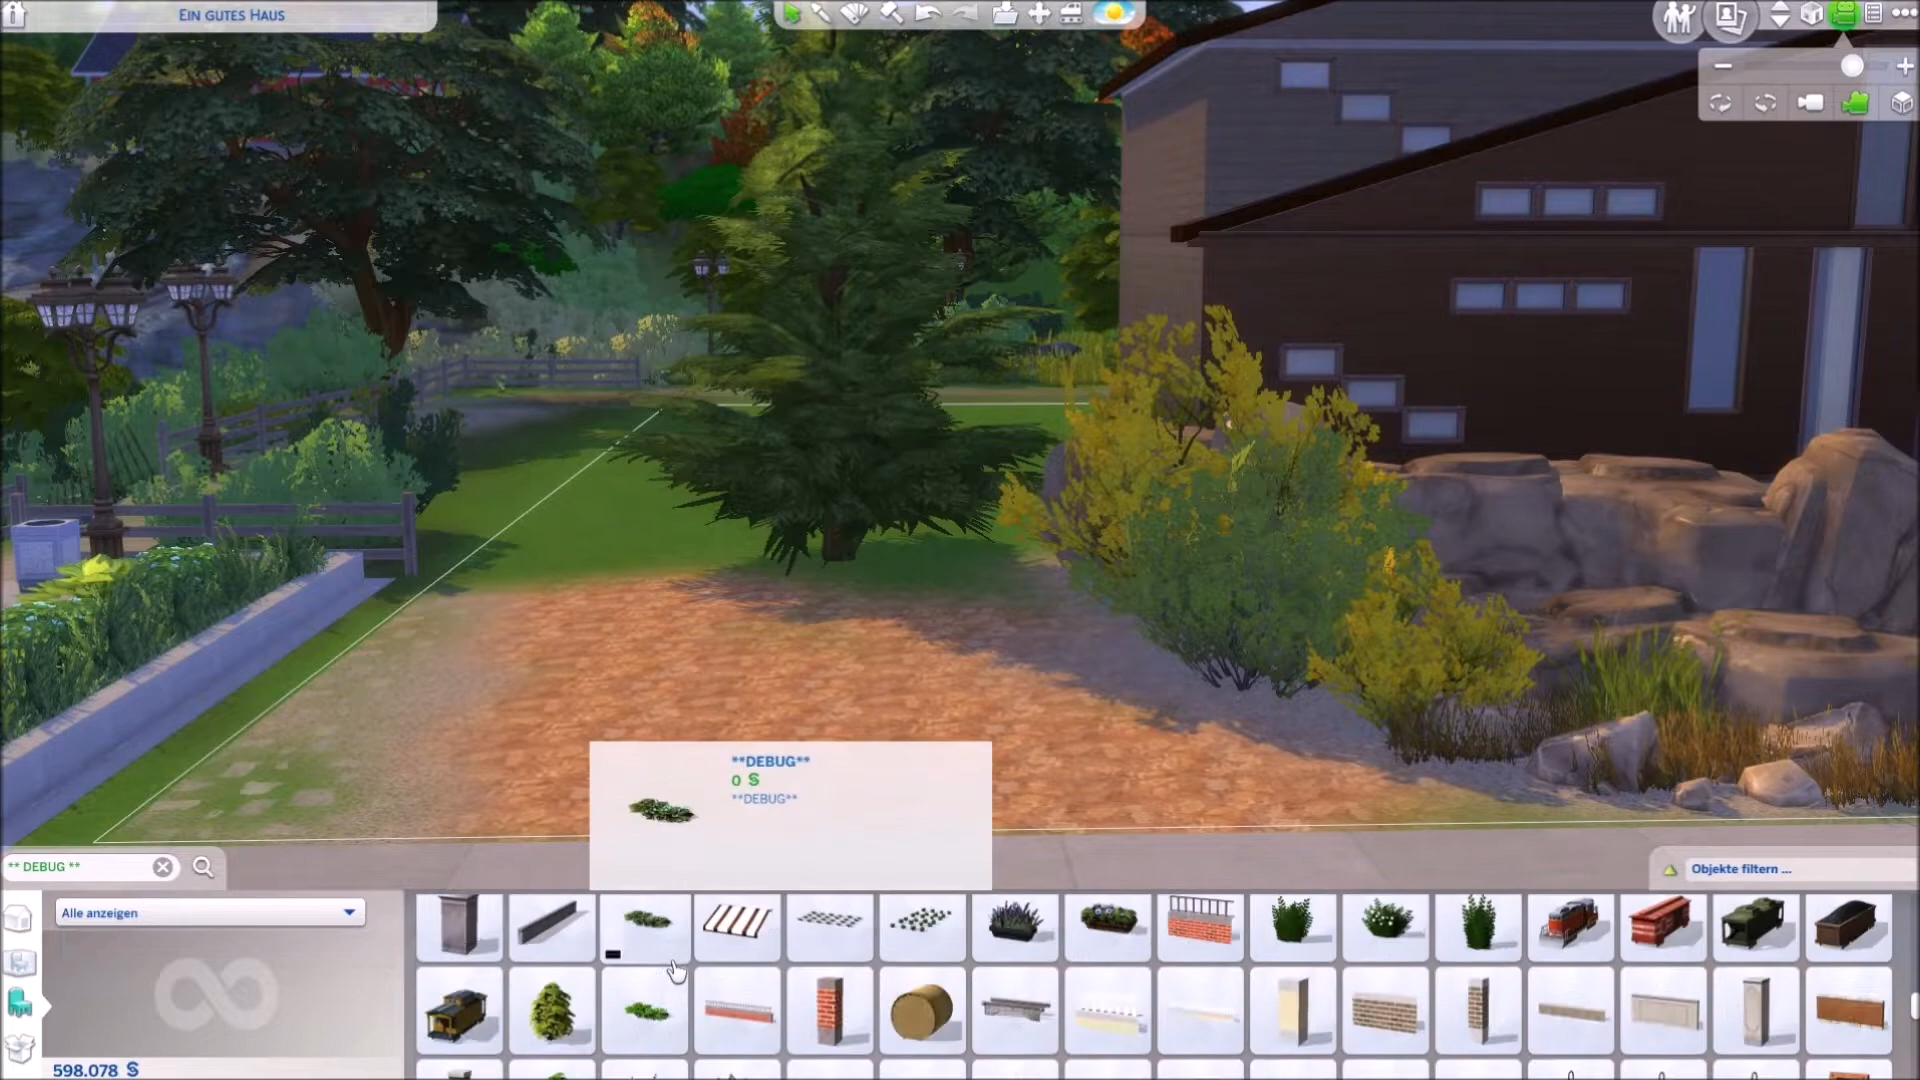 EIN GUTES HAUS
**DEBUG**
0 $
**DEBUG**
** DEBUG **
Objekte filtern ...
Alle anzeigen
598.078 $